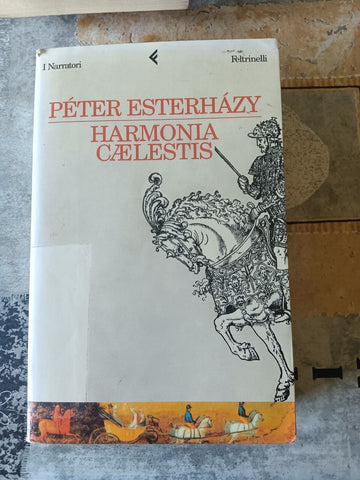 I Narratori
Feltrinelli
PÉTER ESTERHÁZY
HARMONIA
CÆLESTIS